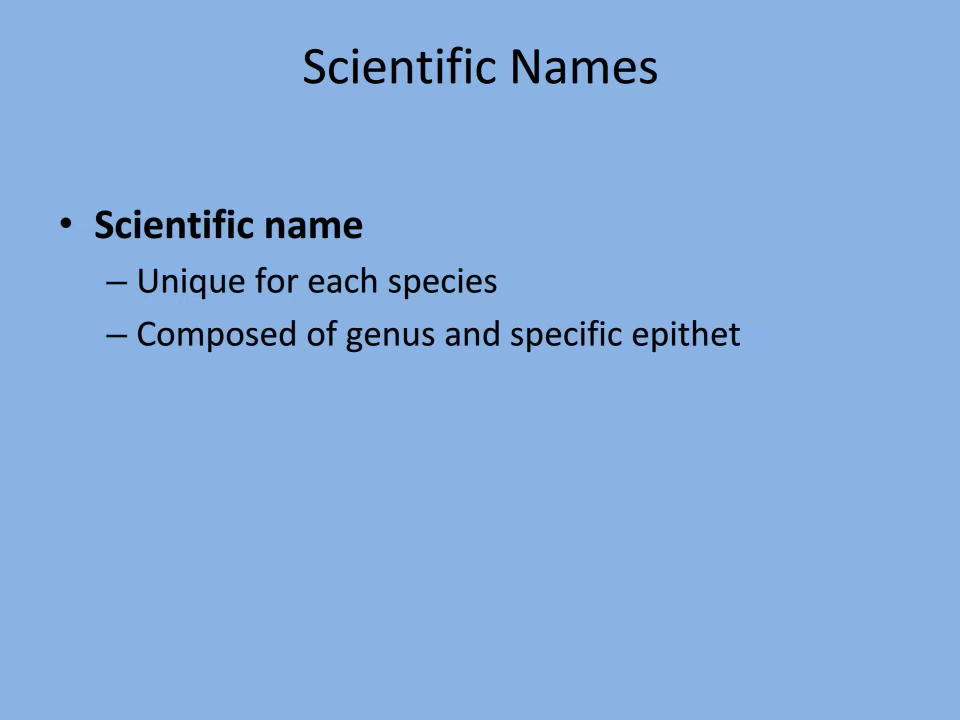 Scientific Names
• Scientific name
– Unique for each species
– Composed of genus and specific epithet